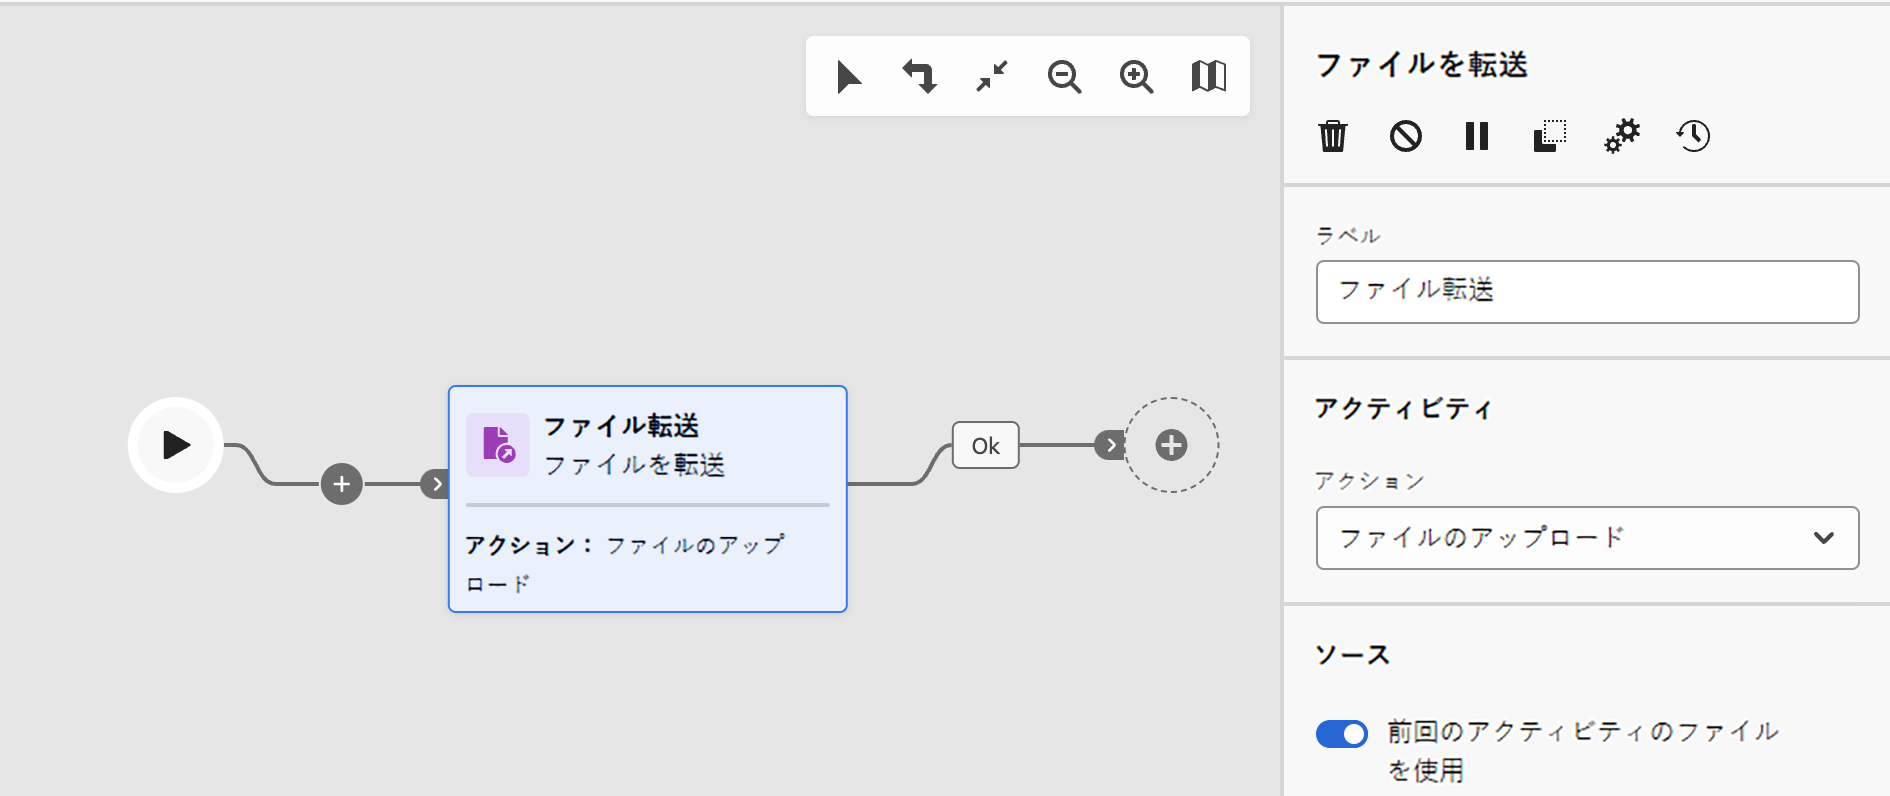 ファイルを転送
ラベル
ファイル転送
アクティビティ
アクション
ファイルのアップロード
ソース
前回のアクティビティのファイル
を使用
ファイル転送
ファイルを転送
アクション： ファイルのアップ
ロード
Ok